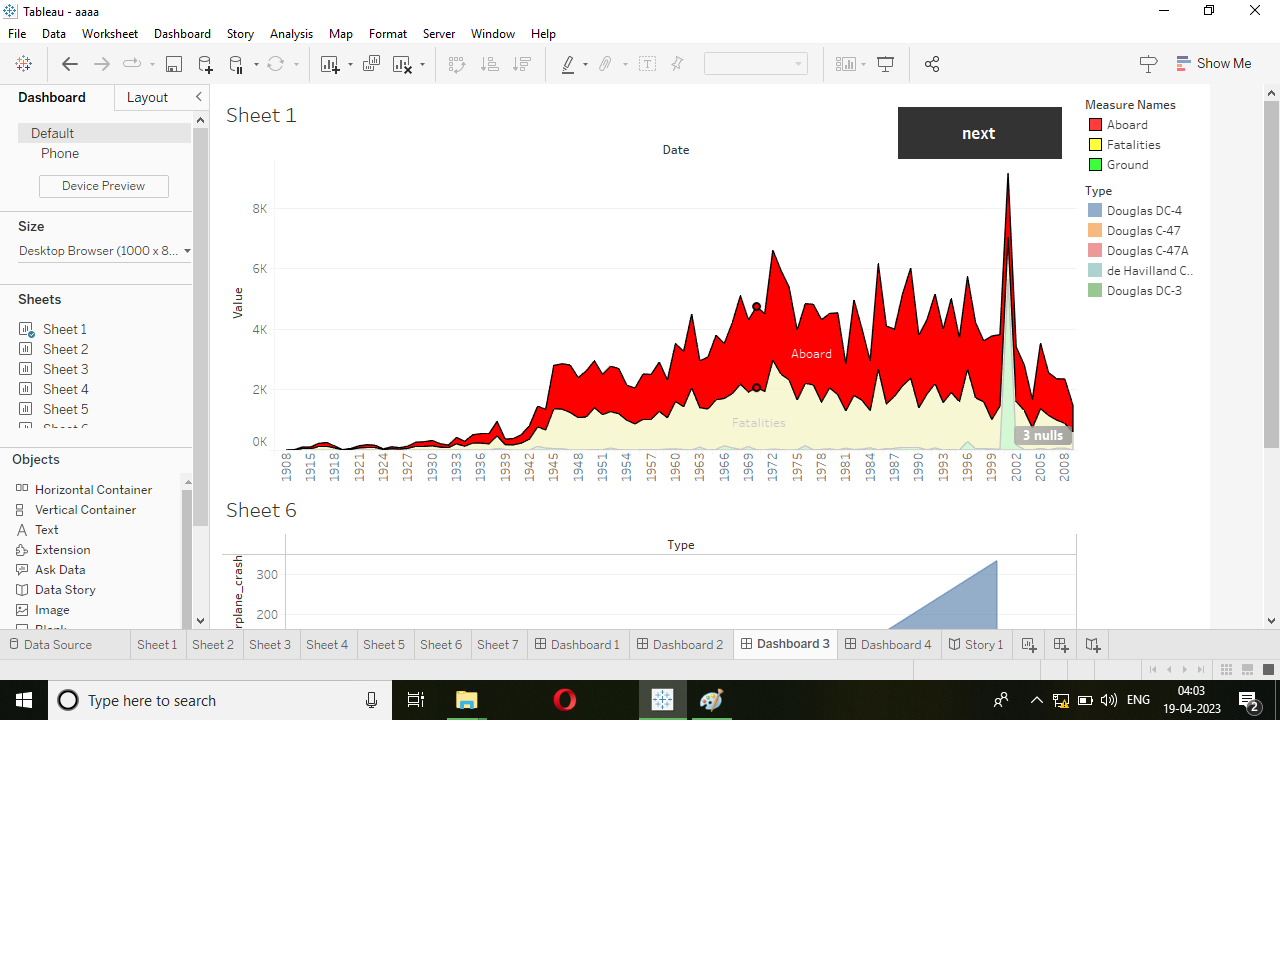 Tableau - aaaa
File Data Worksheet Dashboard Story Analysis Map Format Server Window Help
Show Me
Dashboard Layout
Default
Phone
Device Preview
Size
Desktop Browser (1000 x 8...
Sheets
Sheet 1
Sheet 2
Sheet 3
Sheet 4
Sheet 5
Objects
Horizontal Container
Vertical Container
Text
Extension
Ask Data
Data Story
Image
Sheet 1
next
Date
Value
8K
6K
4K
2K
0K
Aboard
Fatalities
3 nulls
1908 1915 1918 1921 1924 1927 1930 1933 1936 1939 1942 1945 1948 1951 1954 1957 1960 1963 1966 1969 1972 1975 1978 1981 1984 1987 1990 1993 1996 1999 2002 2005 2008
Measure Names
Aboard
Fatalities
Ground
Type
Douglas DC-4
Douglas C-47
Douglas C-47A
de Havilland C..
Douglas DC-3
Sheet 6
Type
rplane_crash
300
200
Data Source Sheet 1 Sheet 2 Sheet 3 Sheet 4 Sheet 5 Sheet 6 Sheet 7 Dashboard 1 Dashboard 2 Dashboard 3 Dashboard 4 Story 1
Type here to search
ENG
04:03
19-04-2023
2